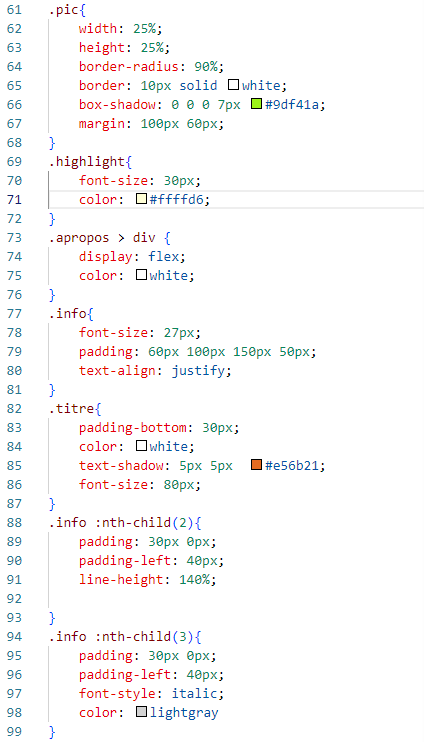 61 .pic{
62 width: 25%;
63 height: 25%;
64 border-radius: 90%;
65 border: 10px solid white;
66 box-shadow: 0 0 0 7px #9df41a;
67 margin: 100px 60px;
68 }
69 .highlight{
70 font-size: 30px;
71 color: #ffffd6;
72 }
73 .apropos > div {
74 display: flex;
75 color: white;
76 }
77 .info{
78 font-size: 27px;
79 padding: 60px 100px 150px 50px;
80 text-align: justify;
81 }
82 .titre{
83 padding-bottom: 30px;
84 color: white;
85 text-shadow: 5px 5px #e56b21;
86 font-size: 80px;
87 }
88 .info :nth-child(2){
89 padding: 30px 0px;
90 padding-left: 40px;
91 line-height: 140%;
92
93 }
94 .info :nth-child(3){
95 padding: 30px 0px;
96 padding-left: 40px;
97 font-style: italic;
98 color: lightgray
99 }